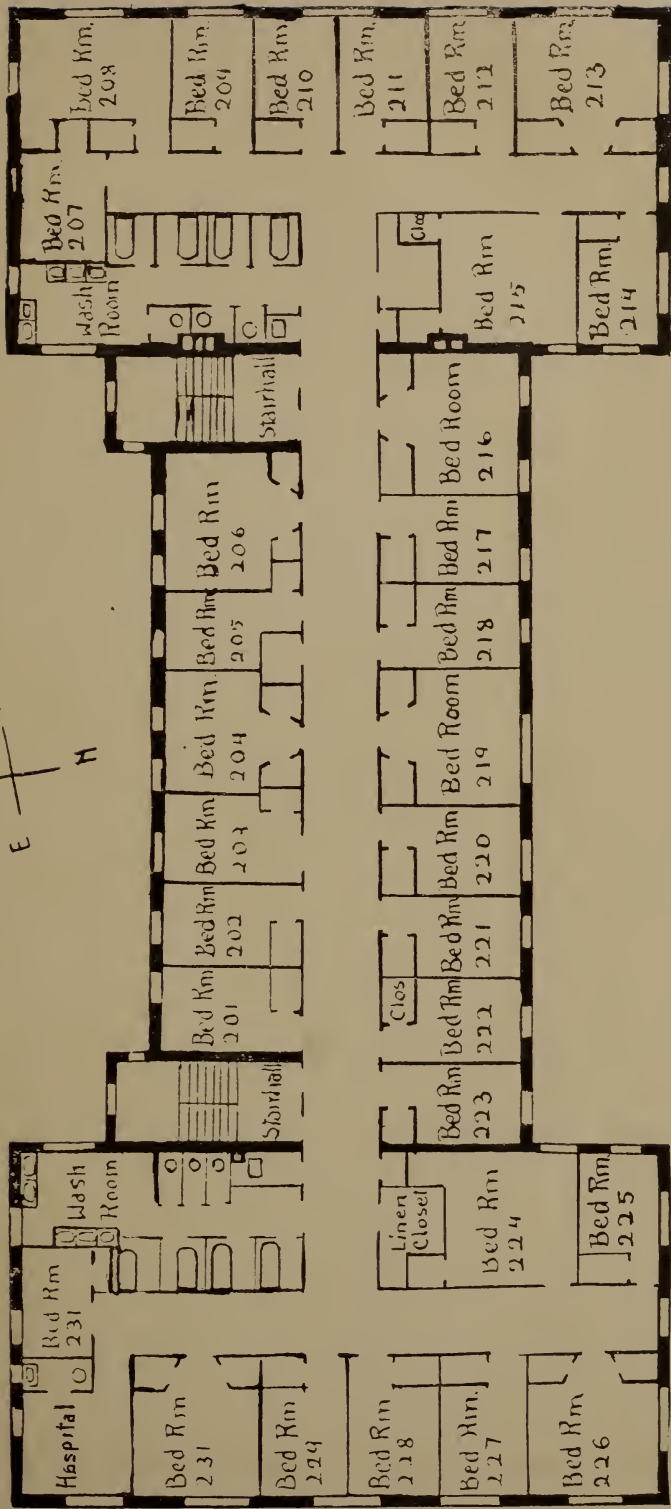 Bed Rm.
208
Bed Rm
209
Bed Rm
210
Bed Rm
211
Bed Rm
212
Bed Rm.
213
Bed Rm.
207
Wash
Room
Clos
Bed Rm
215
Bed Rm.
214
Stairhall
Bed Rm
206
Bed Rm
205
Bed Rm.
204
Bed Rm
203
Bed Rm
202
Bed Rm
201
Stairhall
Bed Room
216
Bed Rm
217
Bed Rm
218
Bed Room
219
Bed Rm
220
Bed Rm
221
Clos
Bed Rm
222
Bed Rm
223
E
N
Wash
Room
Linen
Closet
Bed Rm
224
Bed Rm.
225
Bed Rm
231
Hospital
Bed Rm
231
Bed Rm
229
Bed Rm
228
Bed Rm.
227
Bed Rm
226